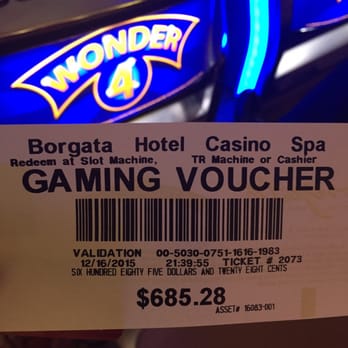 WONDER
4
Borgata Hotel Casino Spa
Redeem at Slot Machine, TR Machine or Cashier
GAMING VOUCHER
VALIDATION 00-5030-0751-1616-1983
12/16/2015 21:39:55 TICKET # 2073
SIX HUNDRED EIGHTY FIVE DOLLARS AND TWENTY EIGHT CENTS
$685.28
ASSET# 16083-001